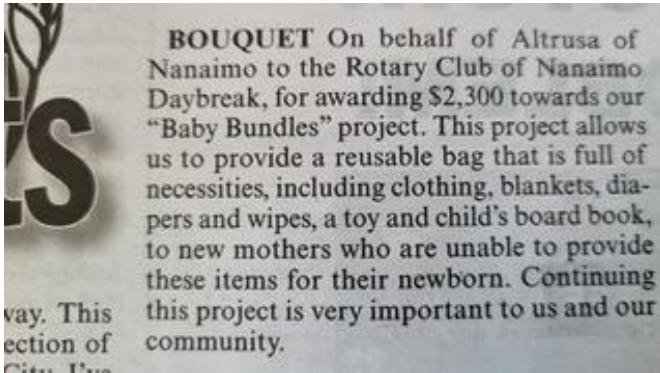 BOUQUET On behalf of Altrusa of
Nanaimo to the Rotary Club of Nanaimo
Daybreak, for awarding $2,300 towards our
“Baby Bundles” project. This project allows
us to provide a reusable bag that is full of
necessities, including clothing, blankets, dia-
pers and wipes, a toy and child's board book,
to new mothers who are unable to provide
these items for their newborn. Continuing
this project is very important to us and our
community.
TS
way. This
ection of
City. I've